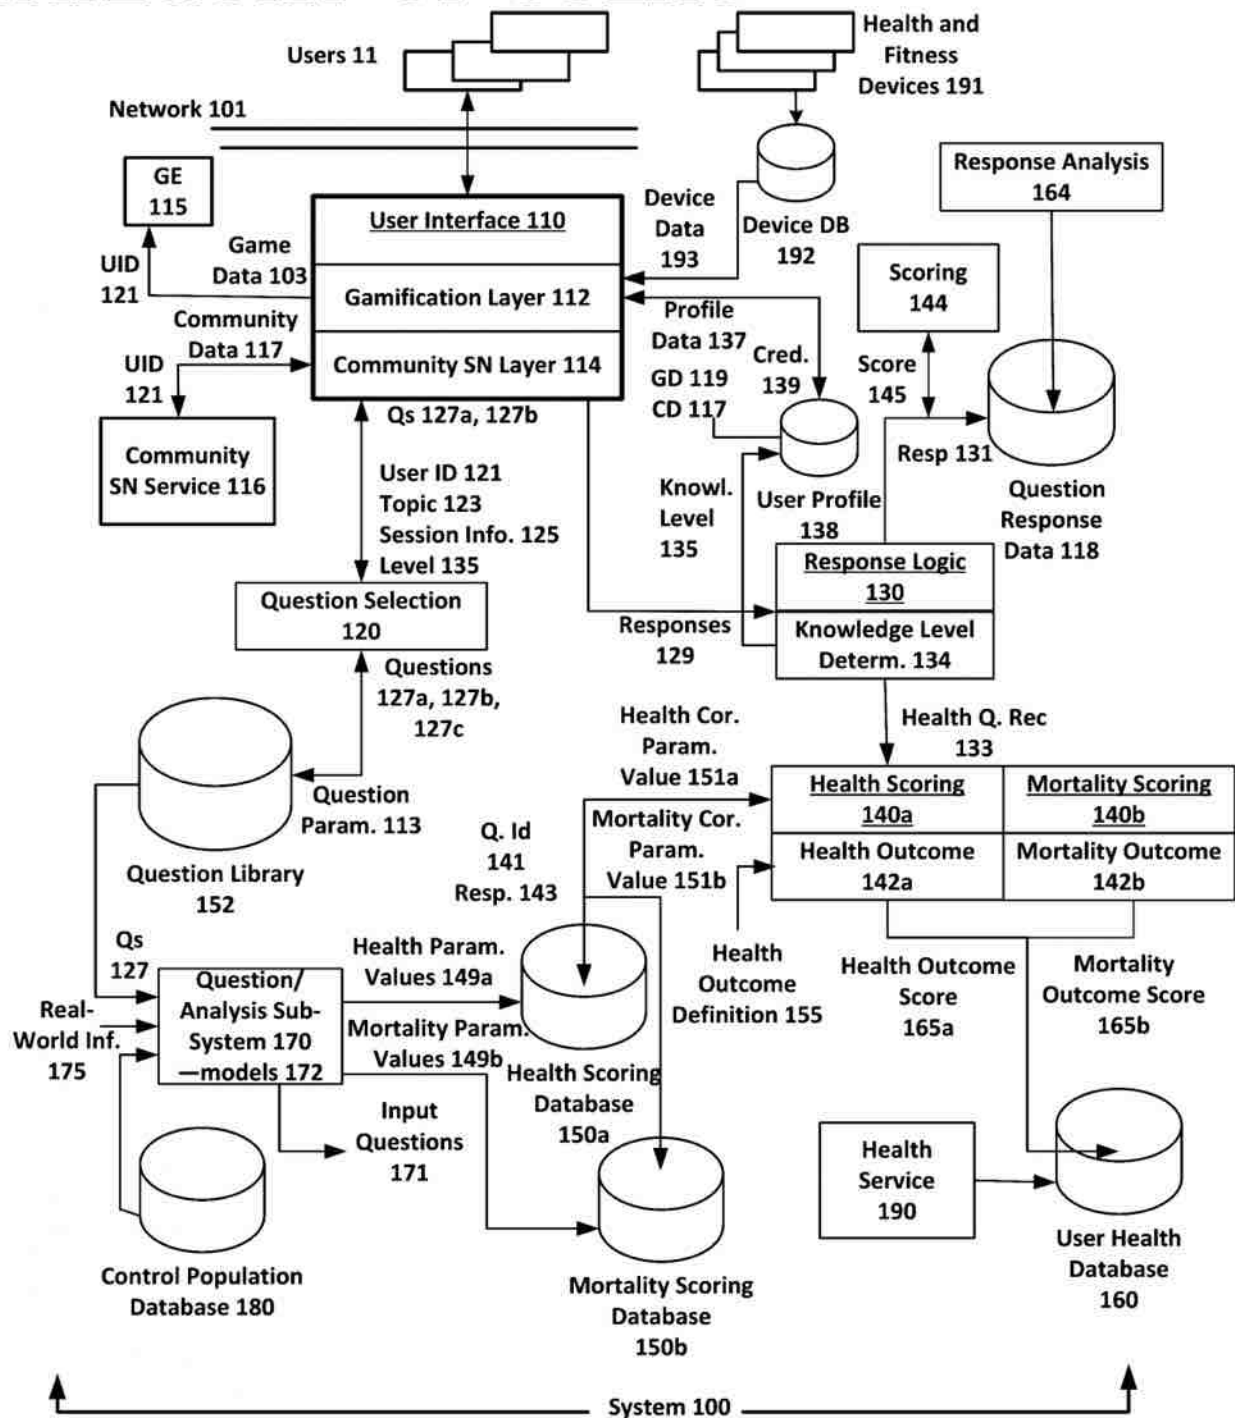 Users 11
Health and
Fitness
Devices 191
Network 101
GE
115
User Interface 110
Gamification Layer 112
Community SN Layer 114
Game
Data 103
UID
121
Community
Data 117
UID
121
Community
SN Service 116
Device
Data
193
Device DB
192
Response Analysis
164
Scoring
144
Score
145
Resp 131
Question
Response
Data 118
Profile
Data 137
Cred.
139
GD 119
CD 117
Knowl.
Level
135
User Profile
138
Qs 127a, 127b
User ID 121
Topic 123
Session Info. 125
Level 135
Question Selection
120
Responses
129
Response Logic
130
Knowledge Level
Determ. 134
Questions
127a, 127b,
127c
Question
Param. 113
Question Library
152
Health Cor.
Param.
Value 151a
Mortality Cor.
Param.
Value 151b
Health Q. Rec
133
Health Scoring
140a
Mortality Scoring
140b
Health Outcome
142a
Mortality Outcome
142b
Q. Id
141
Resp. 143
Qs
127
Real-
World Inf.
175
Question/
Analysis Sub-
System 170
—models 172
Health Param.
Values 149a
Mortality Param.
Values 149b
Health
Outcome
Definition 155
Health Outcome
Score
165a
Mortality
Outcome Score
165b
Health Scoring
Database
150a
Input
Questions
171
Control Population
Database 180
Mortality Scoring
Database
150b
Health
Service
190
User Health
Database
160
System 100